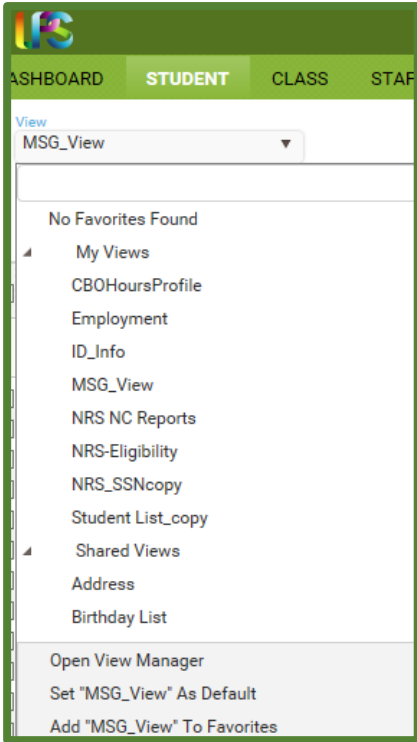 LPS
ASHBOARD STUDENT CLASS STAF
View
MSG_View
No Favorites Found
My Views
CBOHoursProfile
Employment
ID_Info
MSG_View
NRS NC Reports
NRS-Eligibility
NRS_SSNcopy
Student List_copy
Shared Views
Address
Birthday List
Open View Manager
Set "MSG_View" As Default
Add "MSG_View" To Favorites